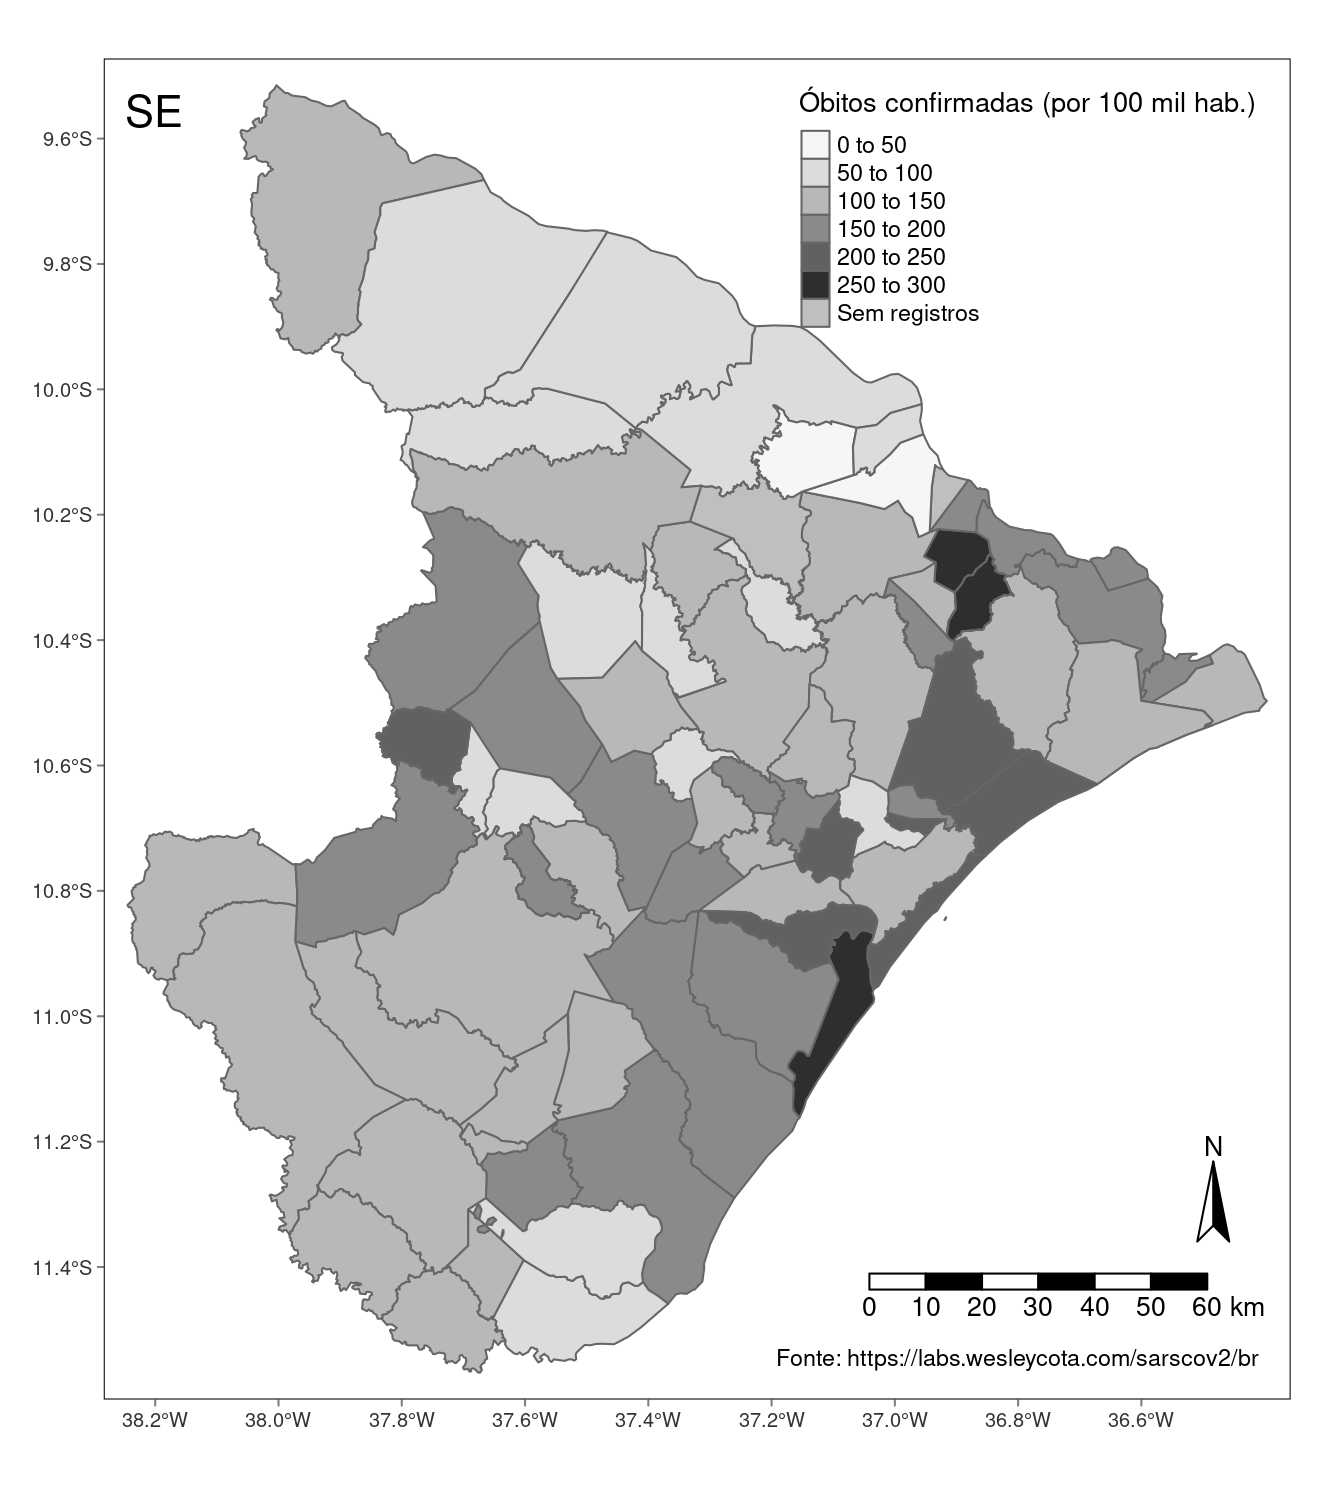 SE
Óbitos confirmadas (por 100 mil hab.)
0 to 50
50 to 100
100 to 150
150 to 200
200 to 250
250 to 300
Sem registros
9.6°S
9.8°S
10.0°S
10.2°S
10.4°S
10.6°S
10.8°S
11.0°S
11.2°S
11.4°S
N
0 10 20 30 40 50 60 km
Fonte: https://labs.wesleycota.com/sarscov2/br
38.2°W 38.0°W 37.8°W 37.6°W 37.4°W 37.2°W 37.0°W 36.8°W 36.6°W